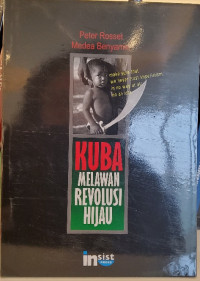 Peter Rosset
Medea Benjamin
KUBA
MELAWAN
REVOLUSI
HIJAU
insist